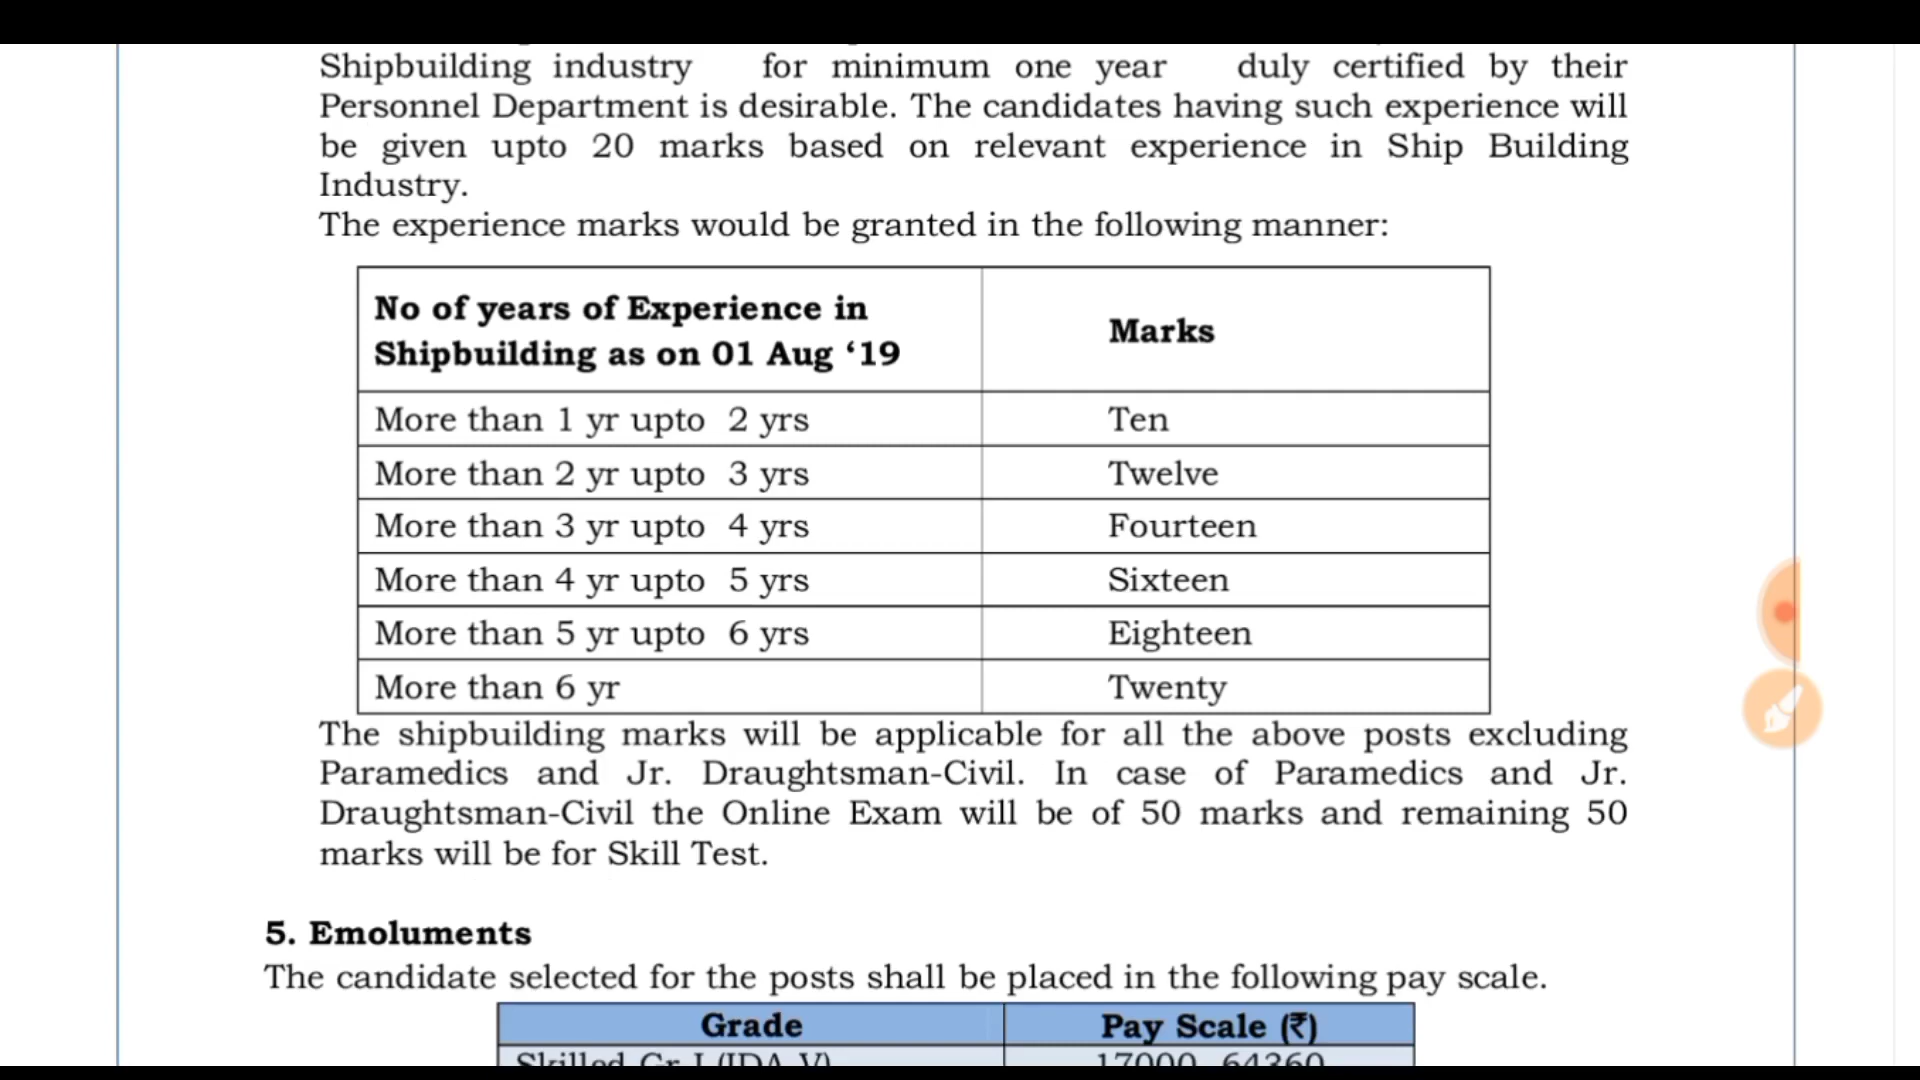 Shipbuilding industry for minimum one year duly certified by their
Personnel Department is desirable. The candidates having such experience will
be given upto 20 marks based on relevant experience in Ship Building
Industry.
The experience marks would be granted in the following manner:
No of years of Experience in
Shipbuilding as on 01 Aug ‘19
Marks
More than 1 yr upto 2 yrs Ten
More than 2 yr upto 3 yrs Twelve
More than 3 yr upto 4 yrs Fourteen
More than 4 yr upto 5 yrs Sixteen
More than 5 yr upto 6 yrs Eighteen
More than 6 yr Twenty
The shipbuilding marks will be applicable for all the above posts excluding
Paramedics and Jr. Draughtsman-Civil. In case of Paramedics and Jr.
Draughtsman-Civil the Online Exam will be of 50 marks and remaining 50
marks will be for Skill Test.
5. Emoluments
The candidate selected for the posts shall be placed in the following pay scale.
Grade Pay Scale (₹)
Skilled Gr I (IDA V) 17000 64360